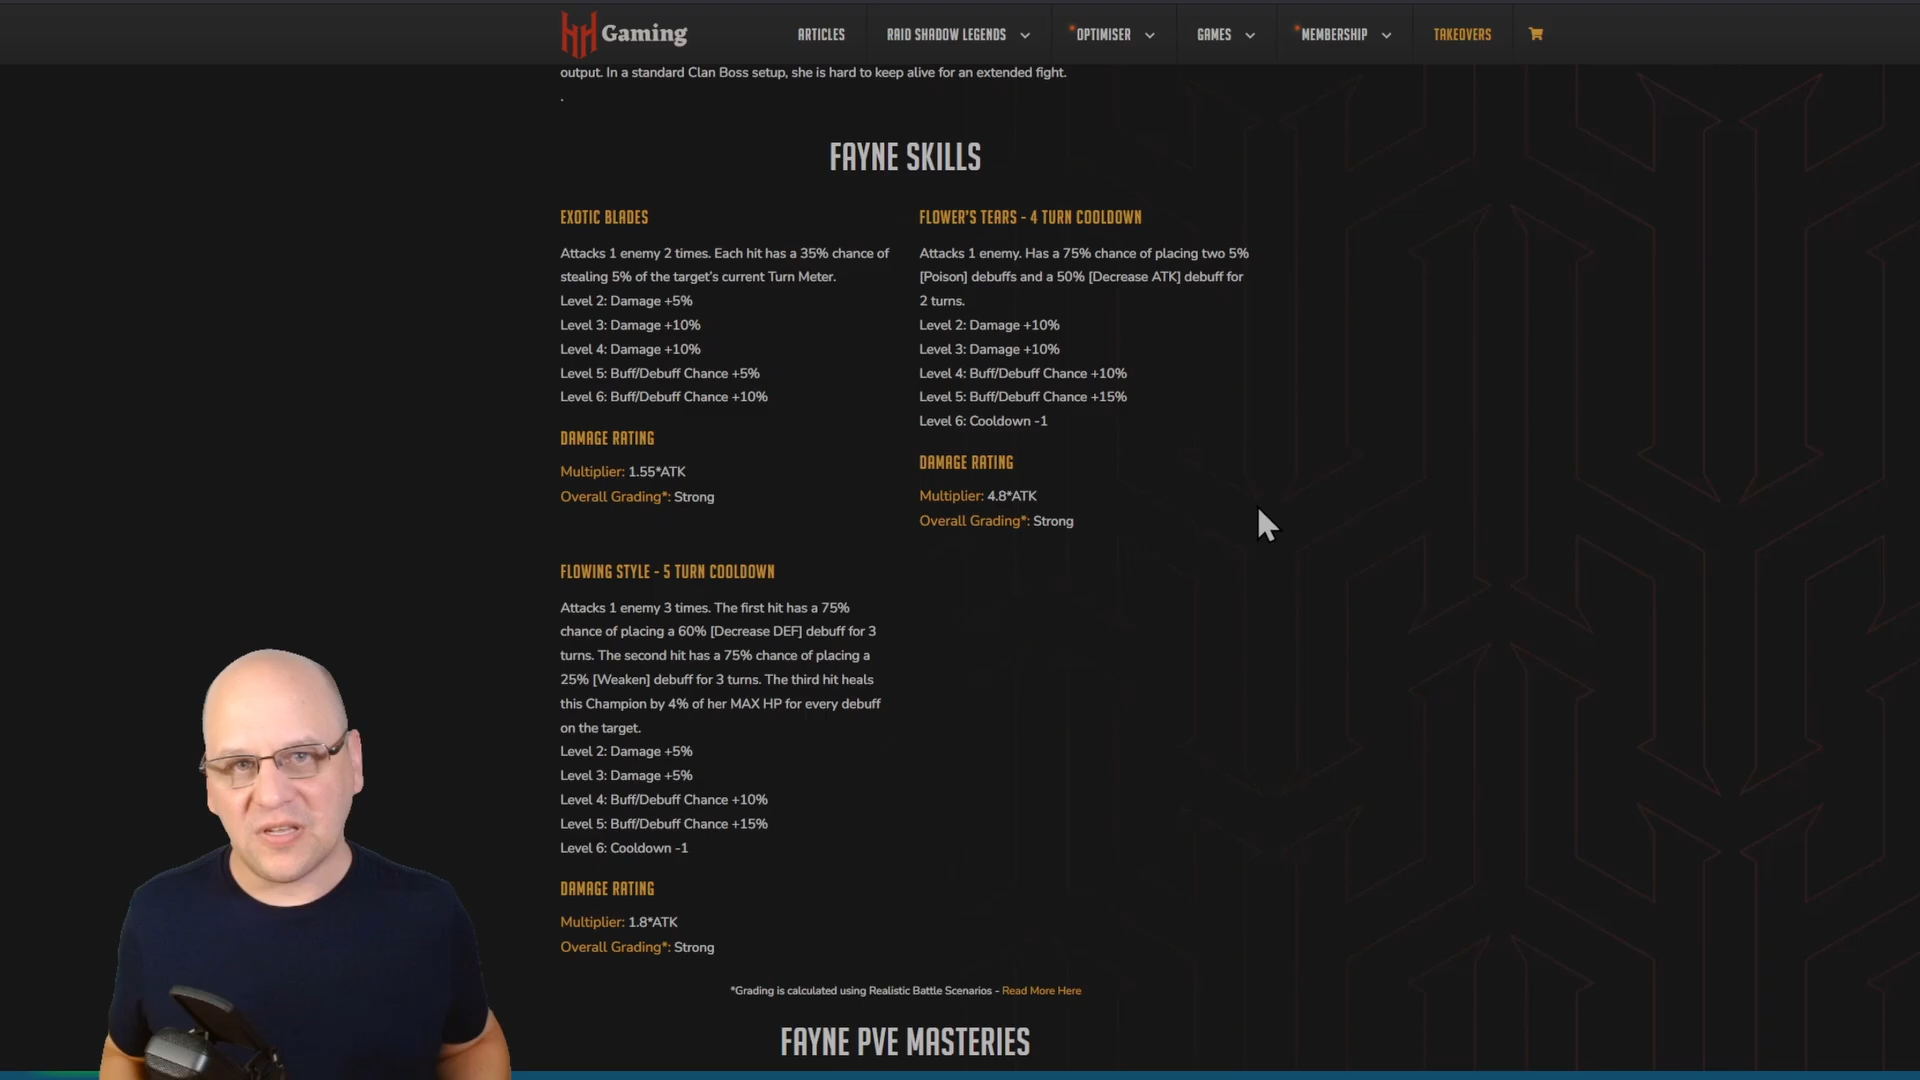 HH Gaming
ARTICLES
RAID SHADOW LEGENDS
*OPTIMISER
GAMES
*MEMBERSHIP
TAKEOVERS
output. In a standard Clan Boss setup, she is hard to keep alive for an extended fight.
.
FAYNE SKILLS
EXOTIC BLADES
Attacks 1 enemy 2 times. Each hit has a 35% chance of
stealing 5% of the target's current Turn Meter.
Level 2: Damage +5%
Level 3: Damage +10%
Level 4: Damage +10%
Level 5: Buff/Debuff Chance +5%
Level 6: Buff/Debuff Chance +10%
DAMAGE RATING
Multiplier: 1.55*ATK
Overall Grading*: Strong
FLOWER'S TEARS - 4 TURN COOLDOWN
Attacks 1 enemy. Has a 75% chance of placing two 5%
[Poison] debuffs and a 50% [Decrease ATK] debuff for
2 turns.
Level 2: Damage +10%
Level 3: Damage +10%
Level 4: Buff/Debuff Chance +10%
Level 5: Buff/Debuff Chance +15%
Level 6: Cooldown -1
DAMAGE RATING
Multiplier: 4.8*ATK
Overall Grading*: Strong
FLOWING STYLE - 5 TURN COOLDOWN
Attacks 1 enemy 3 times. The first hit has a 75%
chance of placing a 60% [Decrease DEF] debuff for 3
turns. The second hit has a 75% chance of placing a
25% [Weaken] debuff for 3 turns. The third hit heals
this Champion by 4% of her MAX HP for every debuff
on the target.
Level 2: Damage +5%
Level 3: Damage +5%
Level 4: Buff/Debuff Chance +10%
Level 5: Buff/Debuff Chance +15%
Level 6: Cooldown -1
DAMAGE RATING
Multiplier: 1.8*ATK
Overall Grading*: Strong
*Grading is calculated using Realistic Battle Scenarios - Read More Here
FAYNE PVE MASTERIES